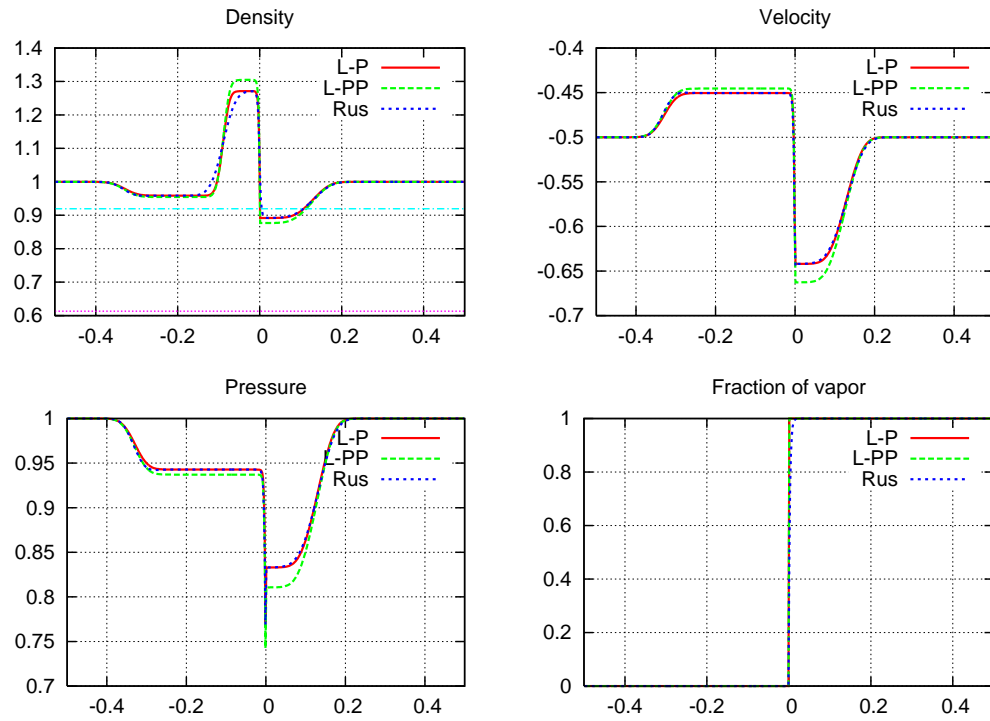 Density
1.4
1.3
1.2
1.1
1
0.9
0.8
0.7
0.6
-0.4 -0.2 0 0.2 0.4
L-P
L-PP
Rus
Velocity
-0.4
-0.45
-0.5
-0.55
-0.6
-0.65
-0.7
-0.4 -0.2 0 0.2 0.4
L-P
L-PP
Rus
Pressure
1
0.95
0.9
0.85
0.8
0.75
0.7
-0.4 -0.2 0 0.2 0.4
L-P
L-PP
Rus
Fraction of vapor
1
0.8
0.6
0.4
0.2
0
-0.4 -0.2 0 0.2 0.4
L-P
L-PP
Rus